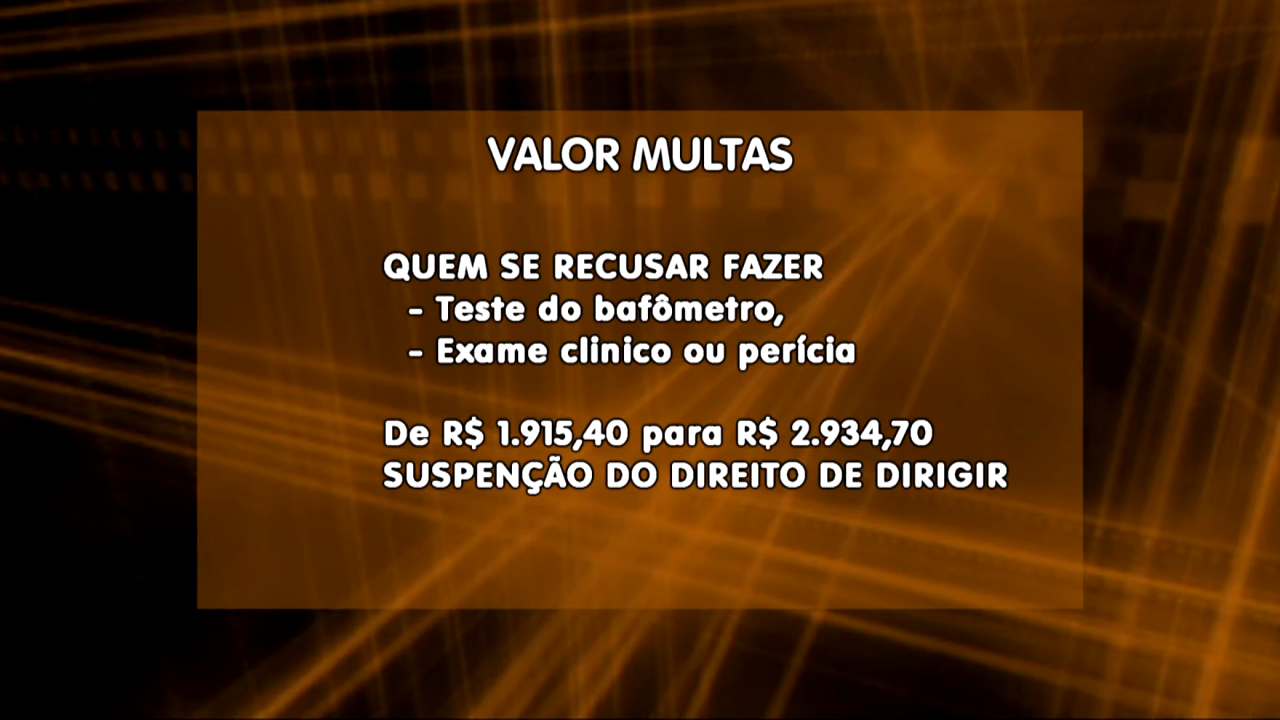 VALOR MULTAS
QUEM SE RECUSAR FAZER
- Teste do bafômetro,
- Exame clinico ou perícia
De R$ 1.915,40 para R$ 2.934,70
SUSPENÇÃO DO DIREITO DE DIRIGIR